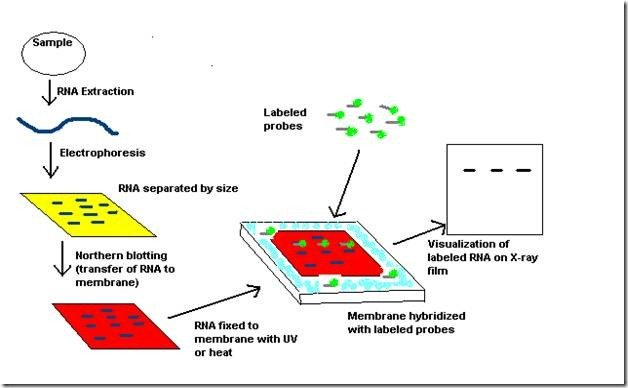 Sample
RNA Extraction
Electrophoresis
RNA separated by size
Northern blotting
(transfer of RNA to
membrane)
RNA fixed to
membrane with UV
or heat
Labeled
probes
Membrane hybridized
with labeled probes
Visualization of
labeled RNA on X-ray
film